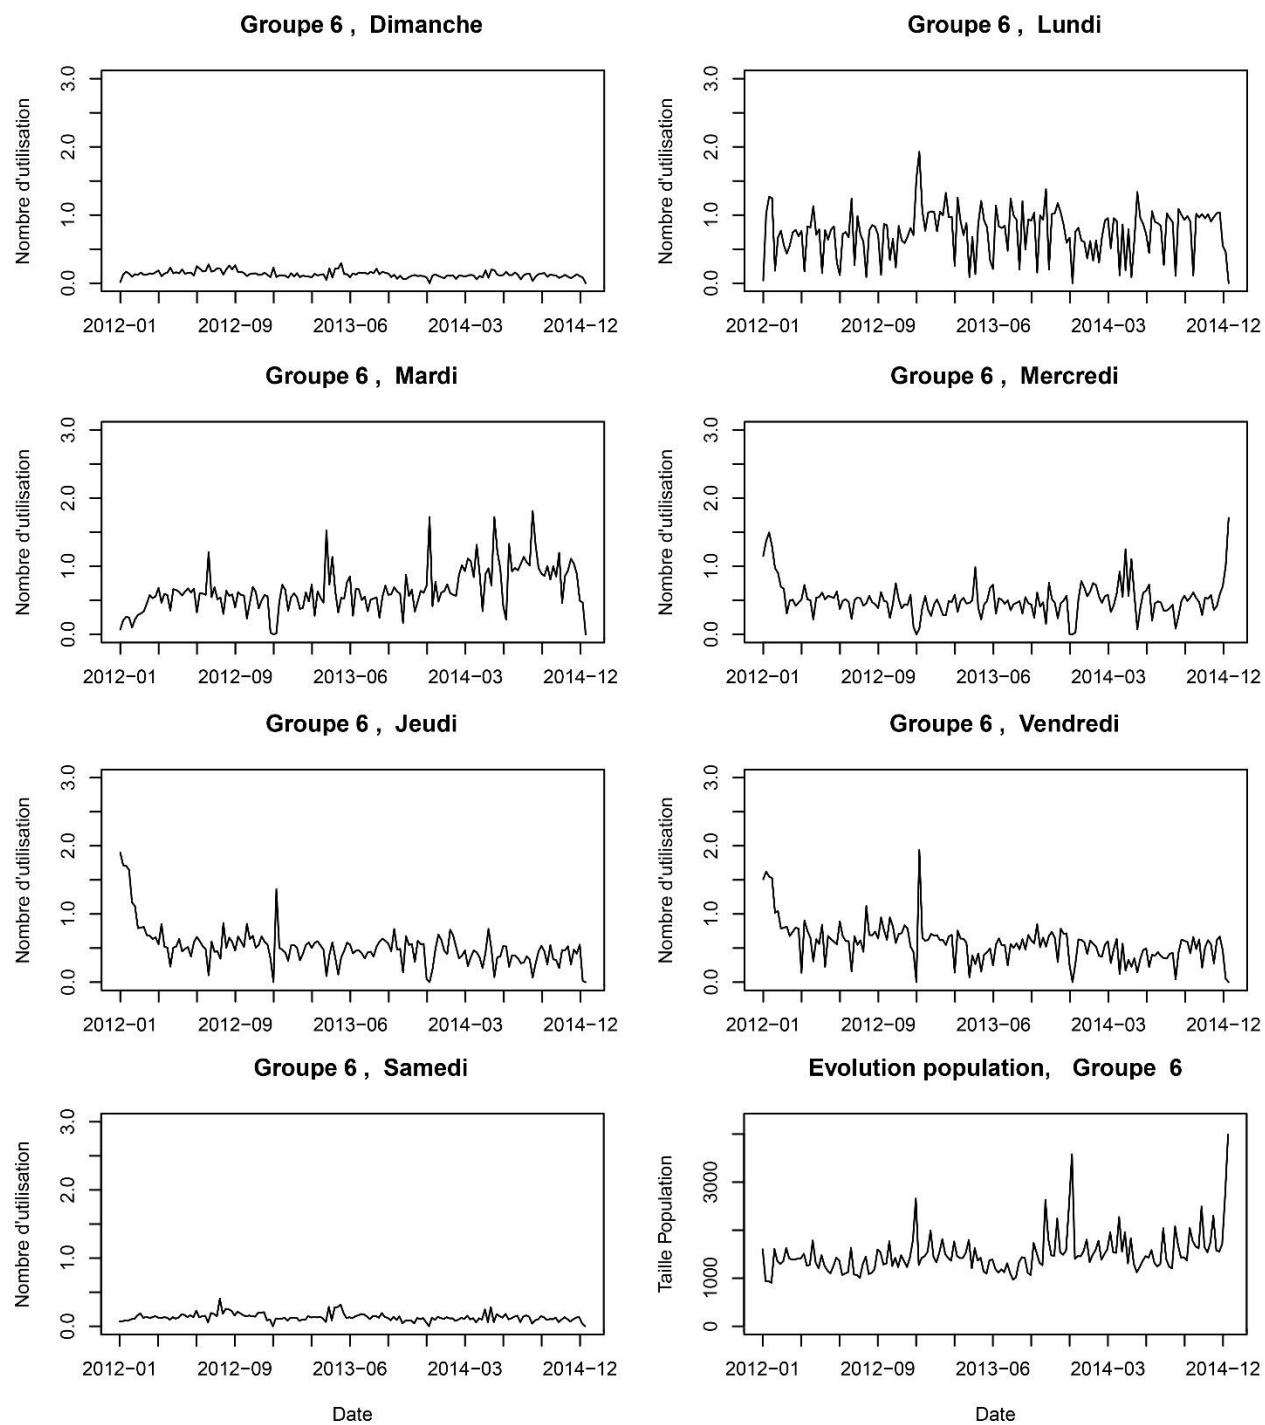 Groupe 6 ,  Dimanche
Nombre d'utilisation
3.0
2.0
1.0
0.0
2012−01 2012−09 2013−06 2014−03 2014−12
Groupe 6 ,  Lundi
Nombre d'utilisation
3.0
2.0
1.0
0.0
2012−01 2012−09 2013−06 2014−03 2014−12
Groupe 6 ,  Mardi
Nombre d'utilisation
3.0
2.0
1.0
0.0
2012−01 2012−09 2013−06 2014−03 2014−12
Groupe 6 ,  Mercredi
Nombre d'utilisation
3.0
2.0
1.0
0.0
2012−01 2012−09 2013−06 2014−03 2014−12
Groupe 6 ,  Jeudi
Nombre d'utilisation
3.0
2.0
1.0
0.0
2012−01 2012−09 2013−06 2014−03 2014−12
Groupe 6 ,  Vendredi
Nombre d'utilisation
3.0
2.0
1.0
0.0
2012−01 2012−09 2013−06 2014−03 2014−12
Groupe 6 ,  Samedi
Nombre d'utilisation
3.0
2.0
1.0
0.0
2012−01 2012−09 2013−06 2014−03 2014−12
Date
Evolution population,   Groupe  6
Taille Population
3000
1000
0
2012−01 2012−09 2013−06 2014−03 2014−12
Date